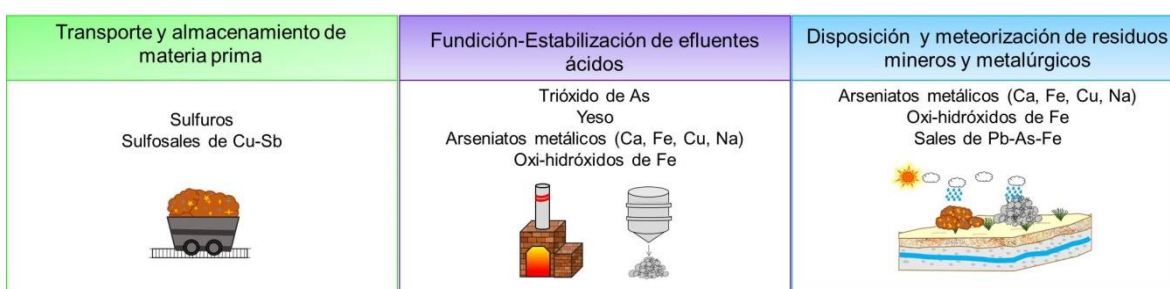 Transporte y almacenamiento de
materia prima
Sulfuros
Sulfosales de Cu-Sb
Fundición-Estabilización de efluentes
ácidos
Trióxido de As
Yeso
Arseniatos metálicos (Ca, Fe, Cu, Na)
Oxi-hidróxidos de Fe
Disposición y meteorización de residuos
mineros y metalúrgicos
Arseniatos metálicos (Ca, Fe, Cu, Na)
Oxi-hidróxidos de Fe
Sales de Pb-As-Fe